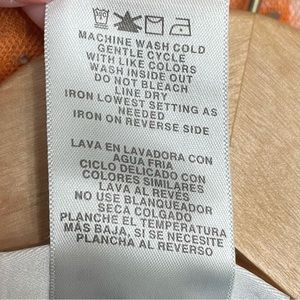 MACHINE WASH COLD
GENTLE CYCLE
WITH LIKE COLORS
WASH INSIDE OUT
DO NOT BLEACH
LINE DRY
IRON LOWEST SETTING AS
NEEDED
IRON ON REVERSE SIDE
LAVA EN LAVADORA CON
AGUA FRIA
CICLO DELICADO CON
COLORES SIMILARES
LAVA AL REVÉS
NO USE BLANQUEADOR
SECA COLGADO
PLANCHE EL TEMPERATURA
MÁS BAJA, SI SE NECESITE
PLANCHA AL REVERSO